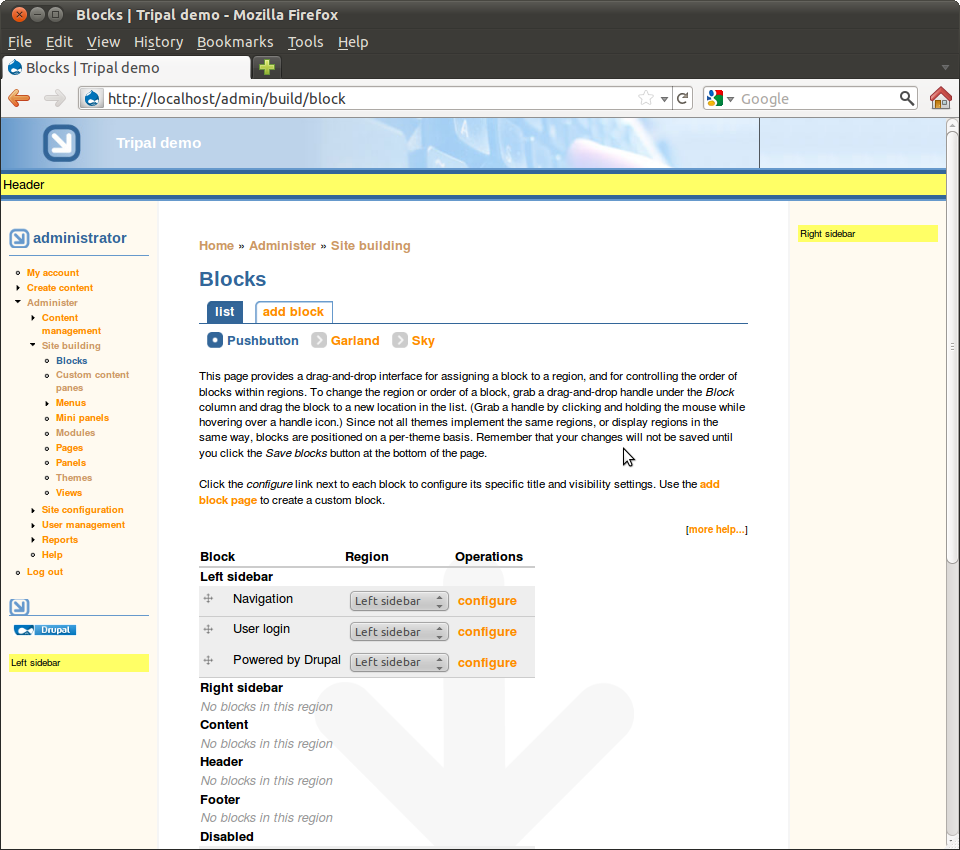 Blocks | Tripal demo - Mozilla Firefox
File Edit View History Bookmarks Tools Help
Blocks | Tripal demo
http://localhost/admin/build/block
Google
Tripal demo
Header
administrator
My account
Create content
Administer
Content
management
Site building
Blocks
Custom content
panes
Menus
Mini panels
Modules
Pages
Panels
Themes
Views
Site configuration
User management
Reports
Help
Log out
Drupal
Left sidebar
Home » Administer » Site building
Blocks
list add block
Pushbutton Garland Sky
This page provides a drag-and-drop interface for assigning a block to a region, and for controlling the order of
blocks within regions. To change the region or order of a block, grab a drag-and-drop handle under the Block
column and drag the block to a new location in the list. (Grab a handle by clicking and holding the mouse while
hovering over a handle icon.) Since not all themes implement the same regions, or display regions in the
same way, blocks are positioned on a per-theme basis. Remember that your changes will not be saved until
you click the Save blocks button at the bottom of the page.
Click the configure link next to each block to configure its specific title and visibility settings. Use the add
block page to create a custom block.
[more help...]
Block Region Operations
Left sidebar
Navigation Left sidebar configure
User login Left sidebar configure
Powered by Drupal Left sidebar configure
Right sidebar
No blocks in this region
Content
No blocks in this region
Header
No blocks in this region
Footer
No blocks in this region
Disabled
Right sidebar